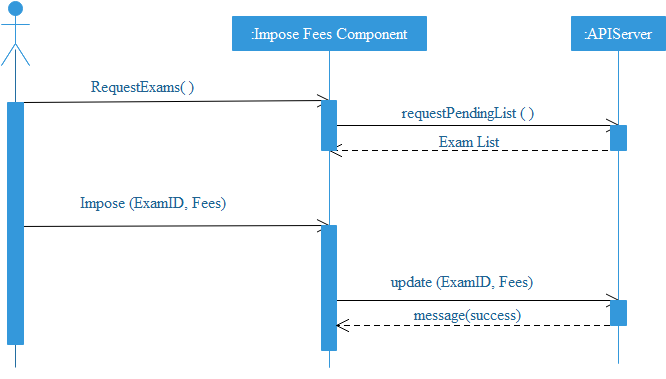 :Impose Fees Component
:APIServer
RequestExams( )
requestPendingList ( )
Exam List
Impose (ExamID, Fees)
update (ExamID, Fees)
message(success)